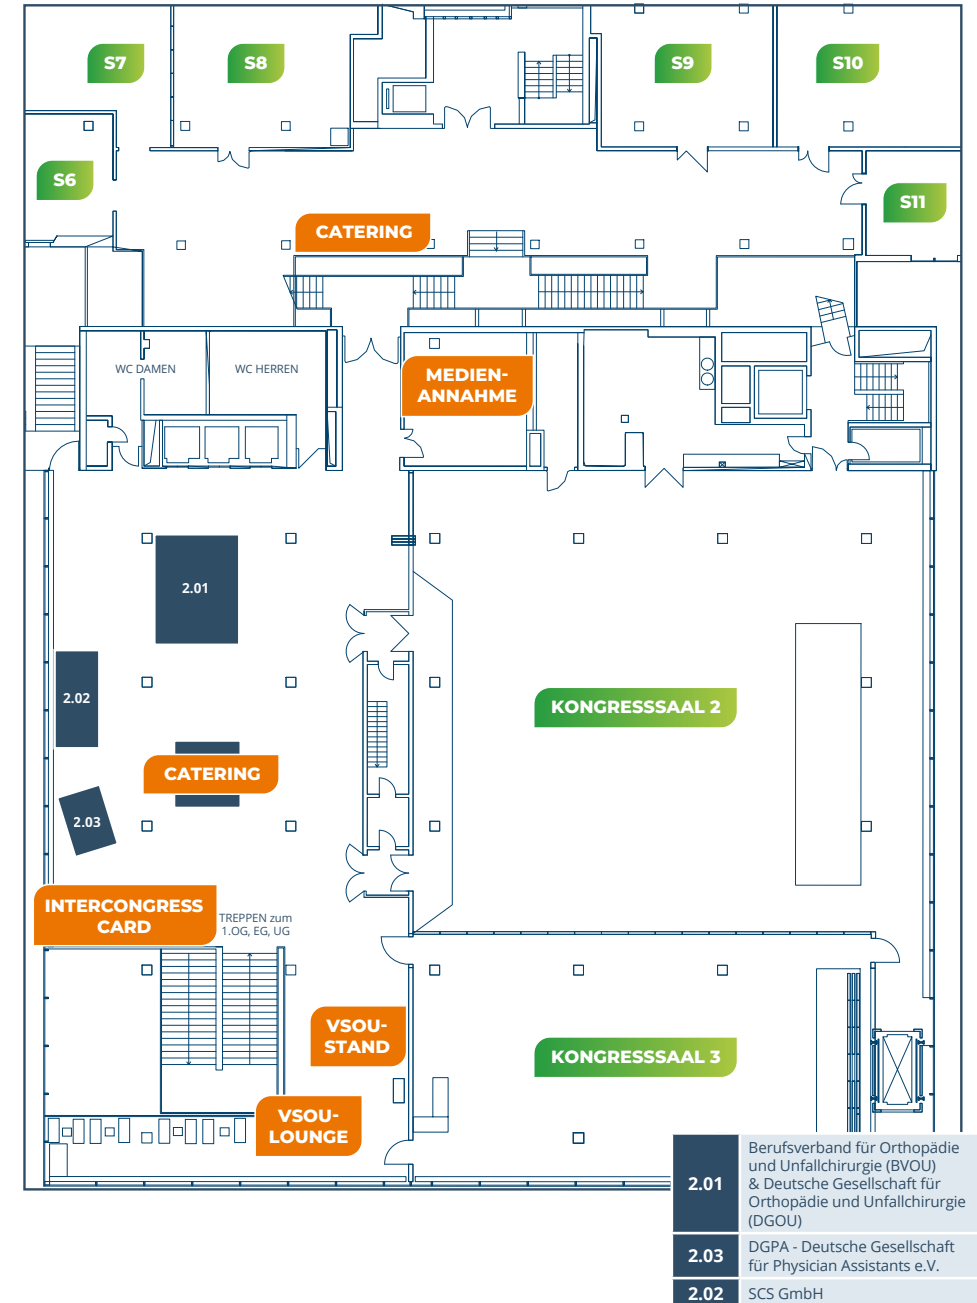 S7
S8
S9
S10
S6
S11
CATERING
WC DAMEN
WC HERREN
MEDIEN-
ANNAHME
2.01
2.02
KONGRESSSAAL 2
CATERING
2.03
INTERCONGRESS
CARD
TREPPEN zum
1.OG, EG, UG
VSOU-
STAND
KONGRESSSAAL 3
VSOU-
LOUNGE
2.01
Berufsverband für Orthopädie
und Unfallchirurgie (BVOU)
& Deutsche Gesellschaft für
Orthopädie und Unfallchirurgie
(DGOU)
2.03
DGPA - Deutsche Gesellschaft
für Physician Assistants e.V.
2.02
SCS GmbH